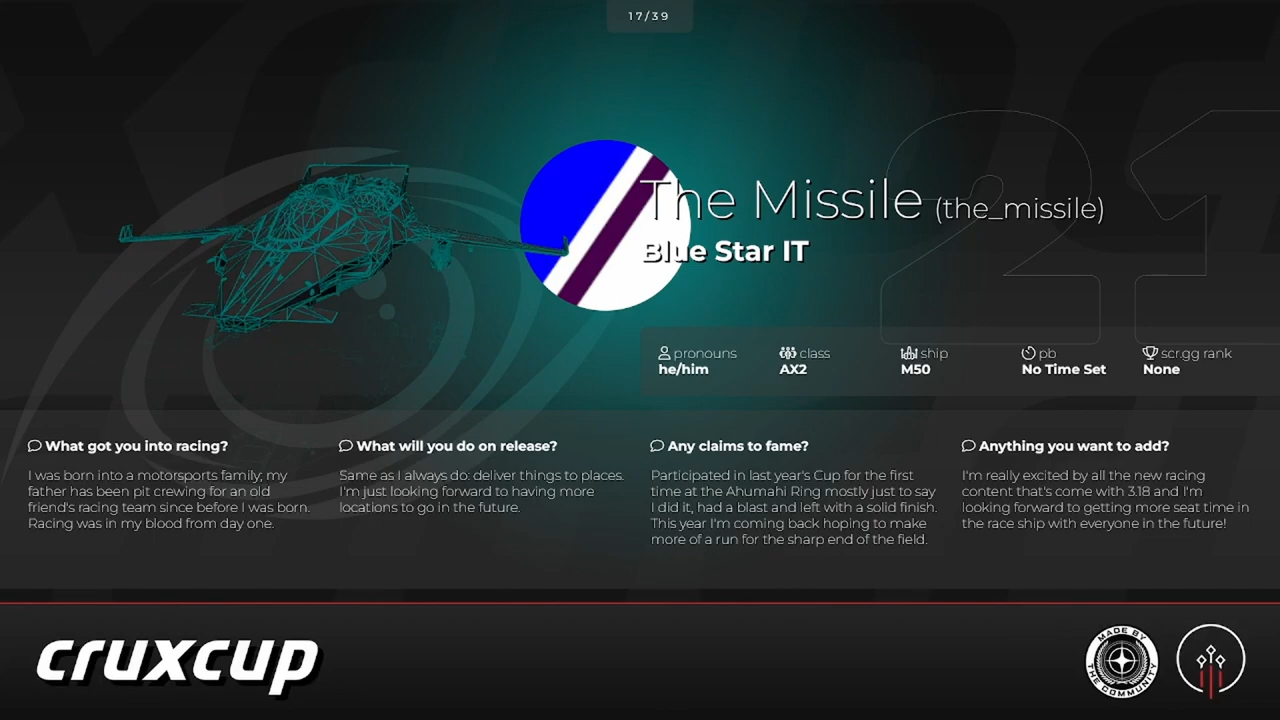 17/39
The Missile (the_missile)
Blue Star IT
21
pronouns
he/him
class
AX2
ship
M50
pb
No Time Set
scr.gg rank
None
What got you into racing?
I was born into a motorsports family; my
father has been pit crewing for an old
friend's racing team since before I was born.
Racing was in my blood from day one.
What will you do on release?
Same as I always do: deliver things to places.
I'm just looking forward to having more
locations to go in the future.
Any claims to fame?
Participated in last year's Cup for the first
time at the Ahumahi Ring mostly just to say
I did it, had a blast and left with a solid finish.
This year I'm coming back hoping to make
more of a run for the sharp end of the field.
Anything you want to add?
I'm really excited by all the new racing
content that's come with 3.18 and I'm
looking forward to getting more seat time in
the race ship with everyone in the future!
cruxcup
MADE BY
THE COMMUNITY